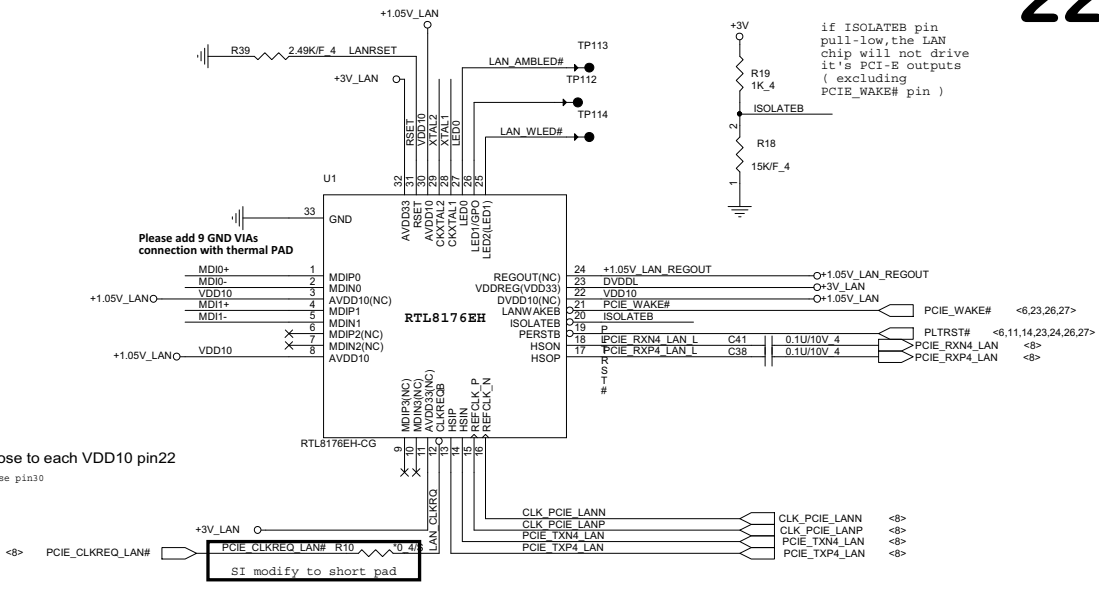 22
+1.05V_LAN
R39
2.49K/F_4
LANRSET
+3V_LAN
LAN_AMBLED#
TP113
TP112
TP114
LAN_WLED#
RSET
VDD10
XTAL2
XTAL1
LED0
+3V
R19
1K_4
ISOLATEB
2
R18
15K/F_4
1
if ISOLATEB pin
pull-low,the LAN
chip will not drive
it's PCI-E outputs
( excluding
PCIE_WAKE# pin )
U1
32
31
30
29
28
27
26
25
AVDD33
RSET
AVDD10
CKXTAL2
CKXTAL1
LED0
LED1/GPO
LED2(LED1)
33
GND
Please add 9 GND VIAs
connection with thermal PAD
MDI0+ 1 MDIP0
MDI0- 2 MDIN0
+1.05V_LAN VDD10 3 AVDD10(NC)
MDI1+ 4 MDIP1
MDI1- 5 MDIN1
6 MDIP2(NC)
7 MDIN2(NC)
+1.05V_LAN VDD10 8 AVDD10
RTL8176EH
REGOUT(NC) 24 +1.05V_LAN_REGOUT +1.05V_LAN_REGOUT
VDDREG(VDD33) 23 DVDDL +3V_LAN
DVDD10(NC) 22 VDD10 +1.05V_LAN
LANWAKEB 21 PCIE_WAKE# PCIE_WAKE# <6,23,26,27>
ISOLATEB 20 ISOLATEB
PERSTB 19 PLTRST# PLTRST# <6,11,14,23,24,26,27>
HSON 18 PCIE_RXN4_LAN_L C41 0.1U/10V_4 PCIE_RXN4_LAN <8>
HSOP 17 PCIE_RXP4_LAN_L C38 0.1U/10V_4 PCIE_RXP4_LAN <8>
MDIP3(NC)
MDIN3(NC)
AVDD33(NC)
CLKREQB
HSIP
HSIN
REFCLK_P
REFCLK_N
RTL8176EH-CG
9
10
11
12
13
14
15
16
ose to each VDD10 pin22
se pin30
LAN_CLKRQ
+3V_LAN
CLK_PCIE_LANN CLK_PCIE_LANN <8>
CLK_PCIE_LANP CLK_PCIE_LANP <8>
PCIE_TXN4_LAN PCIE_TXN4_LAN <8>
PCIE_TXP4_LAN PCIE_TXP4_LAN <8>
<8> PCIE_CLKREQ_LAN# PCIE_CLKREQ_LAN# R10 *0_4/S
SI modify to short pad